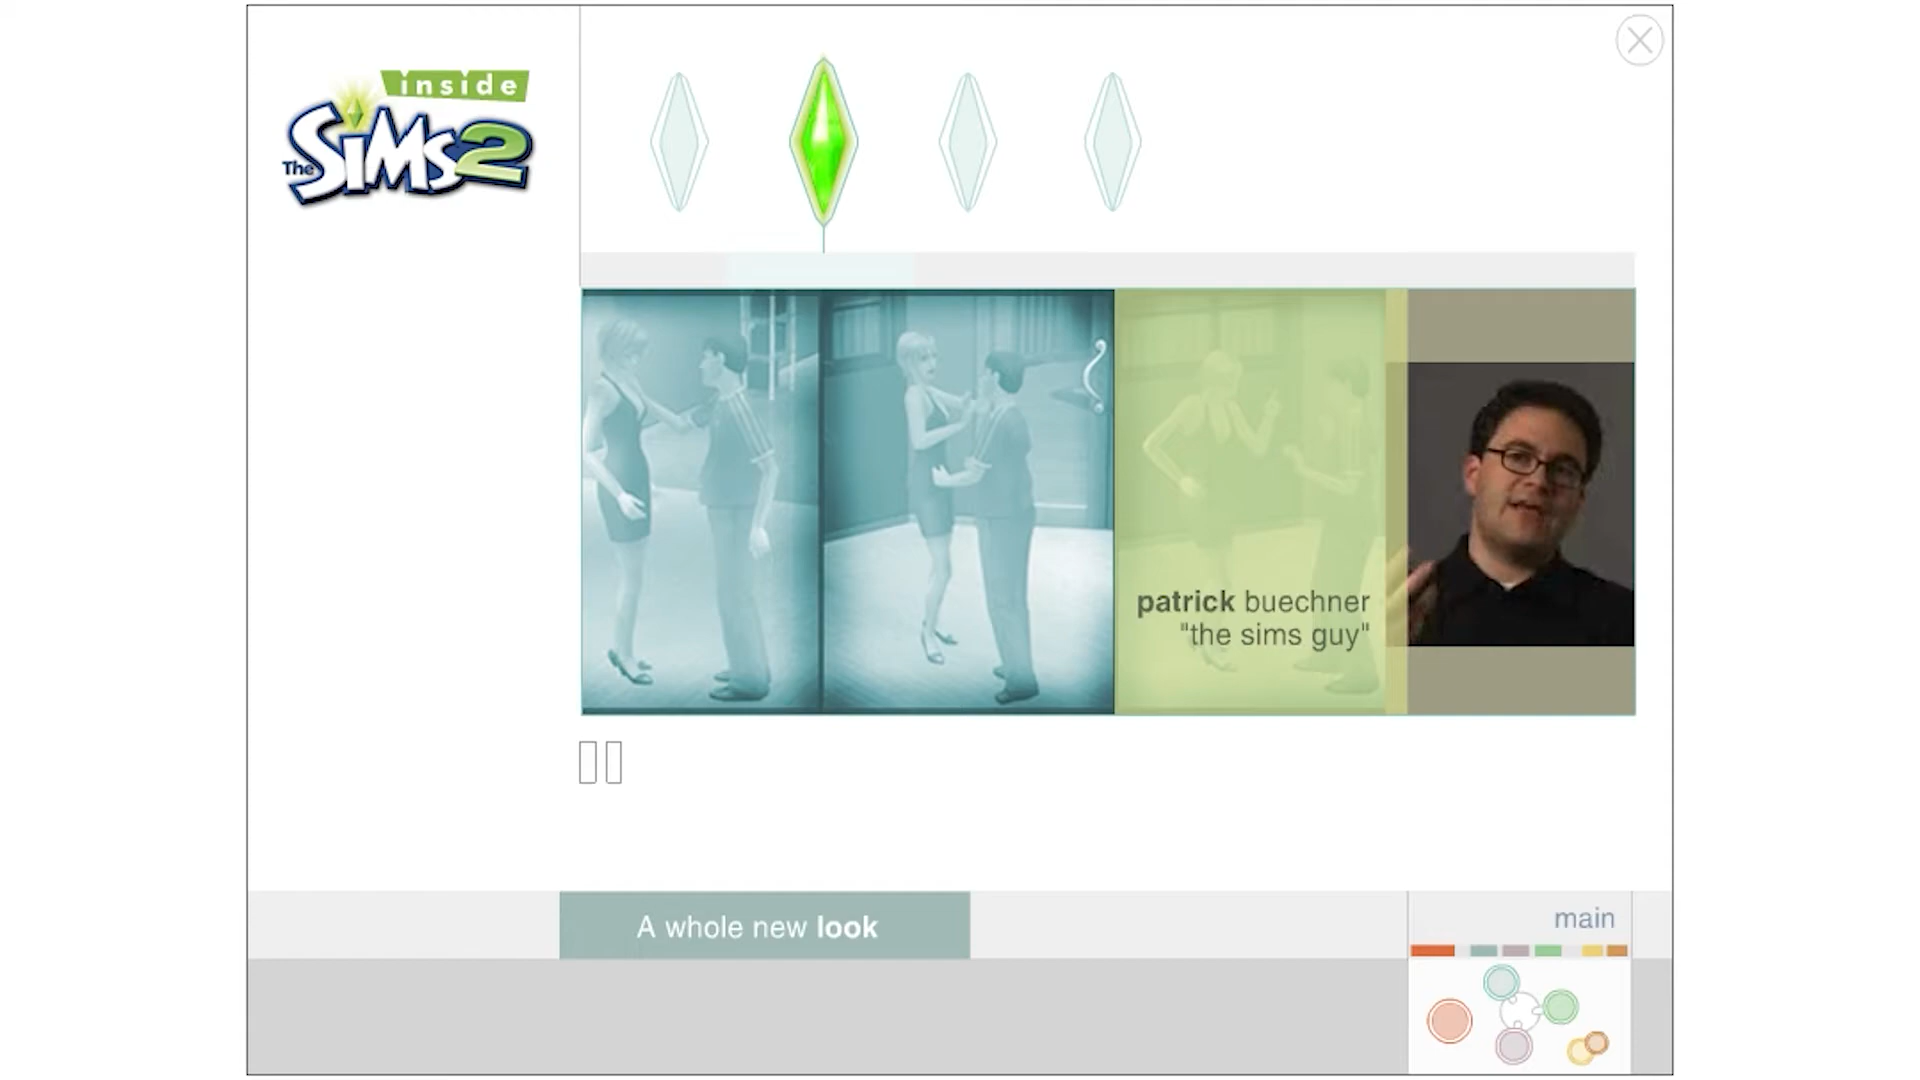 inside
The SiMS 2
patrick buechner
"the sims guy"
A whole new look
main